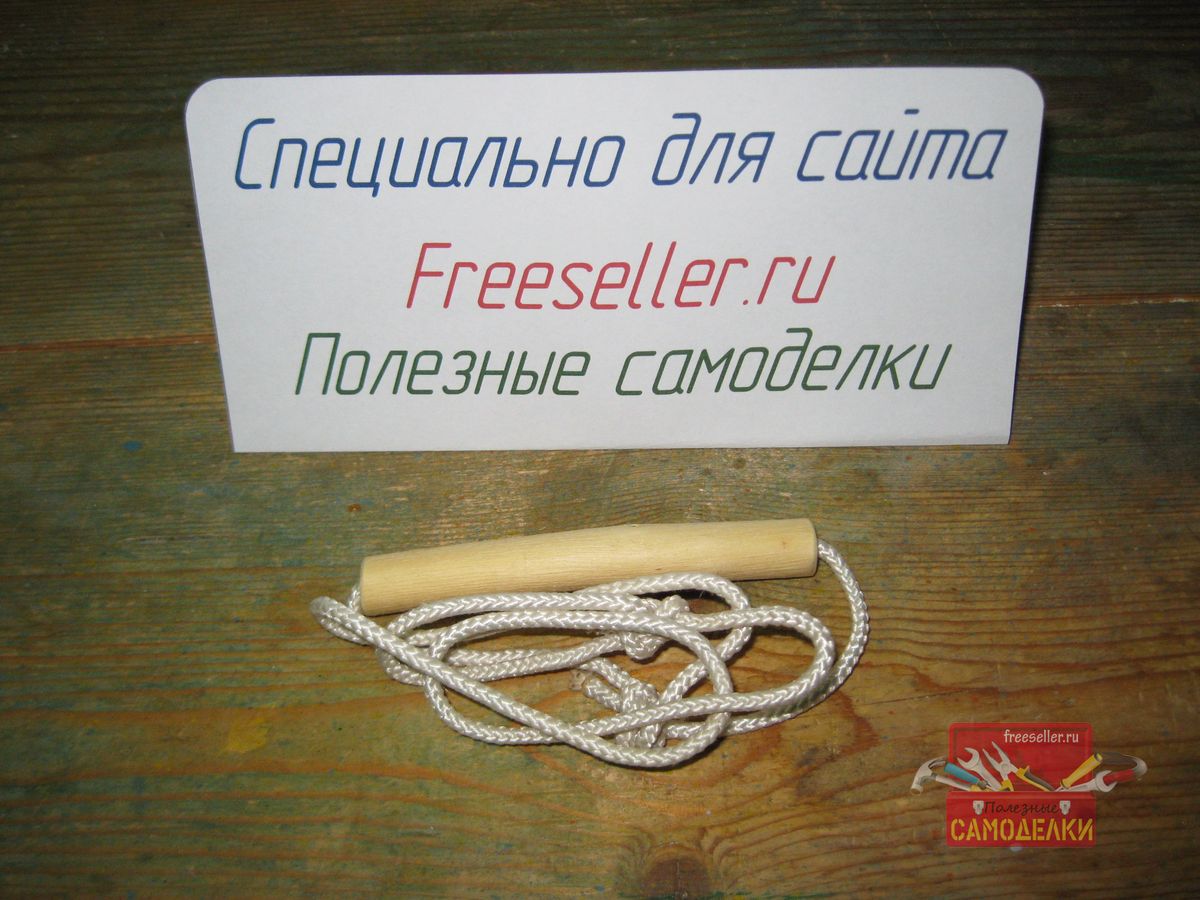 Специально для сайта
Freeseller.ru
Полезные самоделки
freeseller.ru
Полезные
САМОДЕЛКИ